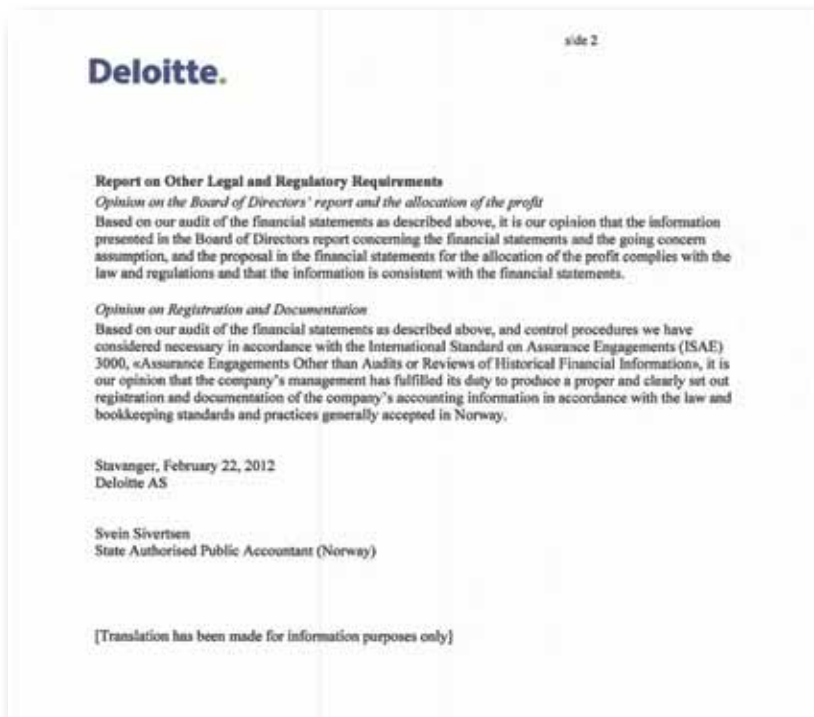 side 2
Deloitte.
Report on Other Legal and Regulatory Requirements
Opinion on the Board of Directors' report and the allocation of the profit
Based on our audit of the financial statements as described above, it is our opinion that the information
presented in the Board of Directors report concerning the financial statements and the going concern
assumption, and the proposal in the financial statements for the allocation of the profit complies with the
law and regulations and that the information is consistent with the financial statements.
Opinion on Registration and Documentation
Based on our audit of the financial statements as described above, and control procedures we have
considered necessary in accordance with the International Standard on Assurance Engagements (ISAE)
3000, «Assurance Engagements Other than Audits or Reviews of Historical Financial Information», it is
our opinion that the company's management has fulfilled its duty to produce a proper and clearly set out
registration and documentation of the company's accounting information in accordance with the law and
bookkeeping standards and practices generally accepted in Norway.
Stavanger, February 22, 2012
Deloitte AS
Svein Sivertsen
State Authorised Public Accountant (Norway)
[Translation has been made for information purposes only]